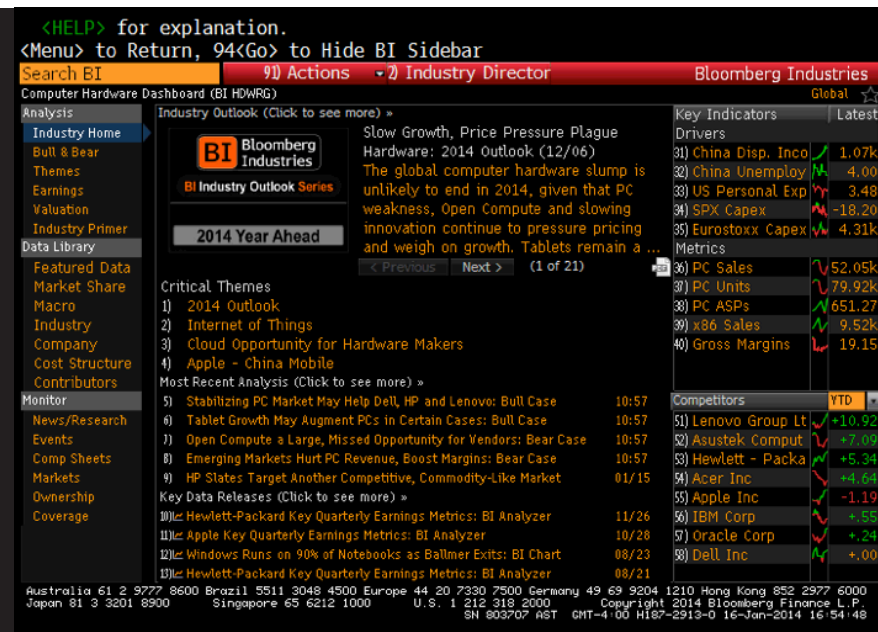 <HELP> for explanation.
<Menu> to Return, 94<Go> to Hide BI Sidebar
Search BI 91) Actions 2) Industry Director Bloomberg Industries
Computer Hardware Dashboard (BI HDWRG) Global
Analysis
Industry Home
Bull & Bear
Themes
Earnings
Valuation
Industry Primer
Data Library
Featured Data
Market Share
Macro
Industry
Company
Cost Structure
Contributors
Monitor
News/Research
Events
Comp Sheets
Markets
Ownership
Coverage
Industry Outlook (Click to see more) »
BI Bloomberg
Industries
BI Industry Outlook Series
2014 Year Ahead
Slow Growth, Price Pressure Plague
Hardware: 2014 Outlook (12/06)
The global computer hardware slump is
unlikely to end in 2014, given that PC
weakness, Open Compute and slowing
innovation continue to pressure pricing
and weigh on growth. Tablets remain a ...
< Previous Next > (1 of 21)
Critical Themes
1) 2014 Outlook
2) Internet of Things
3) Cloud Opportunity for Hardware Makers
4) Apple - China Mobile
Most Recent Analysis (Click to see more) »
5) Stabilizing PC Market May Help Dell, HP and Lenovo: Bull Case 10:57
6) Tablet Growth May Augment PCs in Certain Cases: Bull Case 10:57
7) Open Compute a Large, Missed Opportunity for Vendors: Bear Case 10:57
8) Emerging Markets Hurt PC Revenue, Boost Margins: Bear Case 10:57
9) HP Slates Target Another Competitive, Commodity-Like Market 01/15
Key Data Releases (Click to see more) »
10) Hewlett-Packard Key Quarterly Earnings Metrics: BI Analyzer 11/26
11) Apple Key Quarterly Earnings Metrics: BI Analyzer 10/28
12) Windows Runs on 90% of Notebooks as Ballmer Exits: BI Chart 08/23
13) Hewlett-Packard Key Quarterly Earnings Metrics: BI Analyzer 08/21
Key Indicators Latest
Drivers
31) China Disp. Inco 1.07k
32) China Unemploy 4.00
33) US Personal Exp 3.48
34) SPX Capex -18.20
35) Eurostoxx Capex 4.31k
Metrics
36) PC Sales 52.05k
37) PC Units 79.92k
38) PC ASPs 651.27
39) x86 Sales 9.52k
40) Gross Margins 19.15
Competitors YTD
51) Lenovo Group Lt +10.92
52) Asustek Comput +7.09
53) Hewlett - Packa +5.34
54) Acer Inc +4.64
55) Apple Inc -1.19
56) IBM Corp +.55
57) Oracle Corp +.24
58) Dell Inc +.00
Australia 61 2 9777 8600 Brazil 5511 3048 4500 Europe 44 20 7330 7500 Germany 49 69 9204 1210 Hong Kong 852 2977 6000
Japan 81 3 3201 8900 Singapore 65 6212 1000 U.S. 1 212 318 2000 Copyright 2014 Bloomberg Finance L.P.
SN 803707 AST GMT-4:00 H187-2913-0 16-Jan-2014 16:54:48